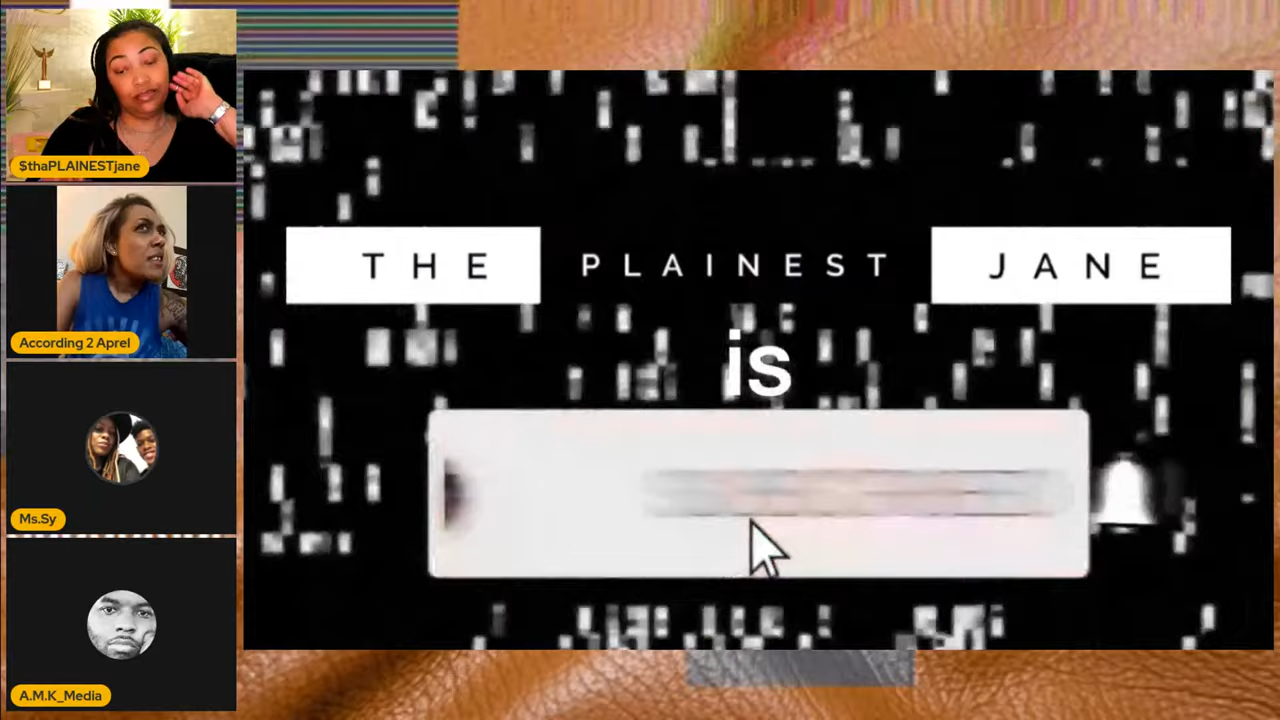 $thaPLAINESTjane
According 2 Aprel
Ms.Sy
A.M.K_Media
THE PLAINEST JANE
is